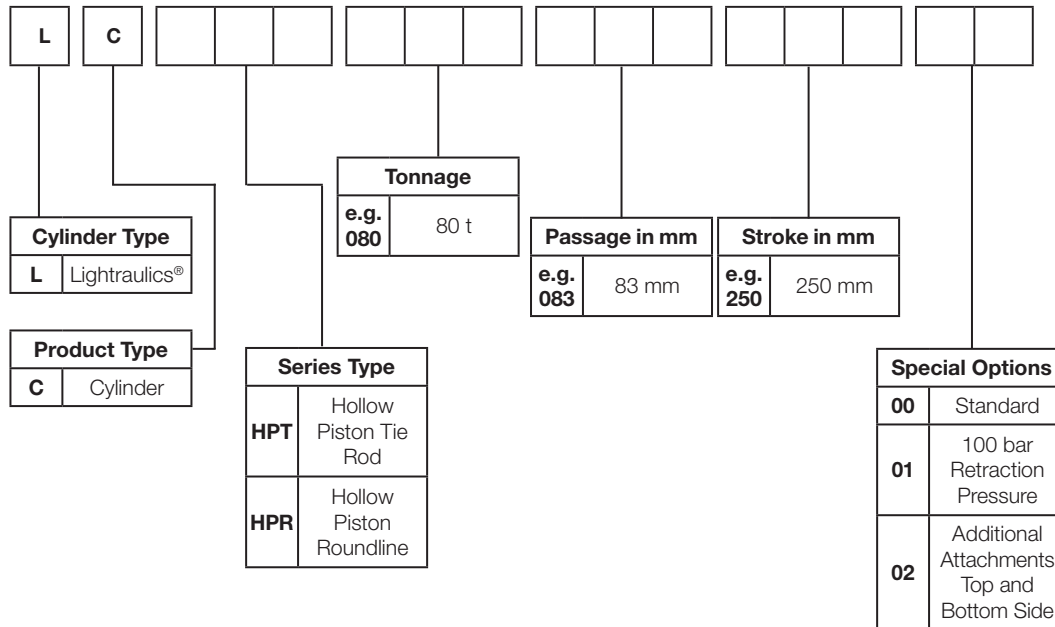 L C
Tonnage
e.g.
080
80 t
Cylinder Type
L Lightraulics®
Passage in mm
e.g.
083
83 mm
Stroke in mm
e.g.
250
250 mm
Product Type
C Cylinder
Series Type
HPT
Hollow
Piston Tie
Rod
HPR
Hollow
Piston
Roundline
Special Options
00 Standard
01
100 bar
Retraction
Pressure
02
Additional
Attachments
Top and
Bottom Side